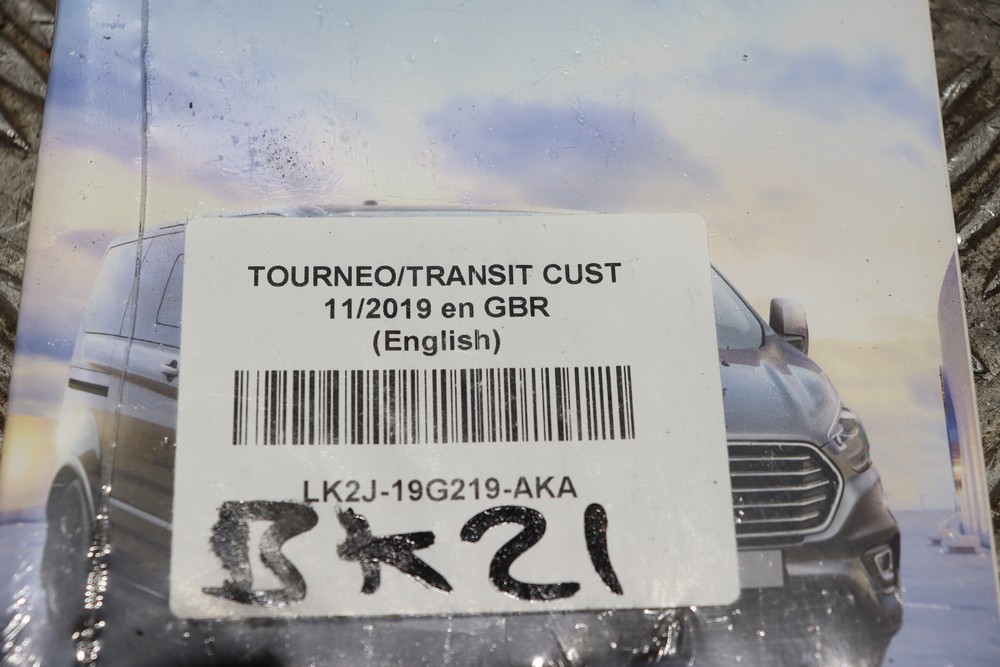 TOURNEO/TRANSIT CUST
11/2019 en GBR
(English)
LK2J-19G219-AKA
BK21